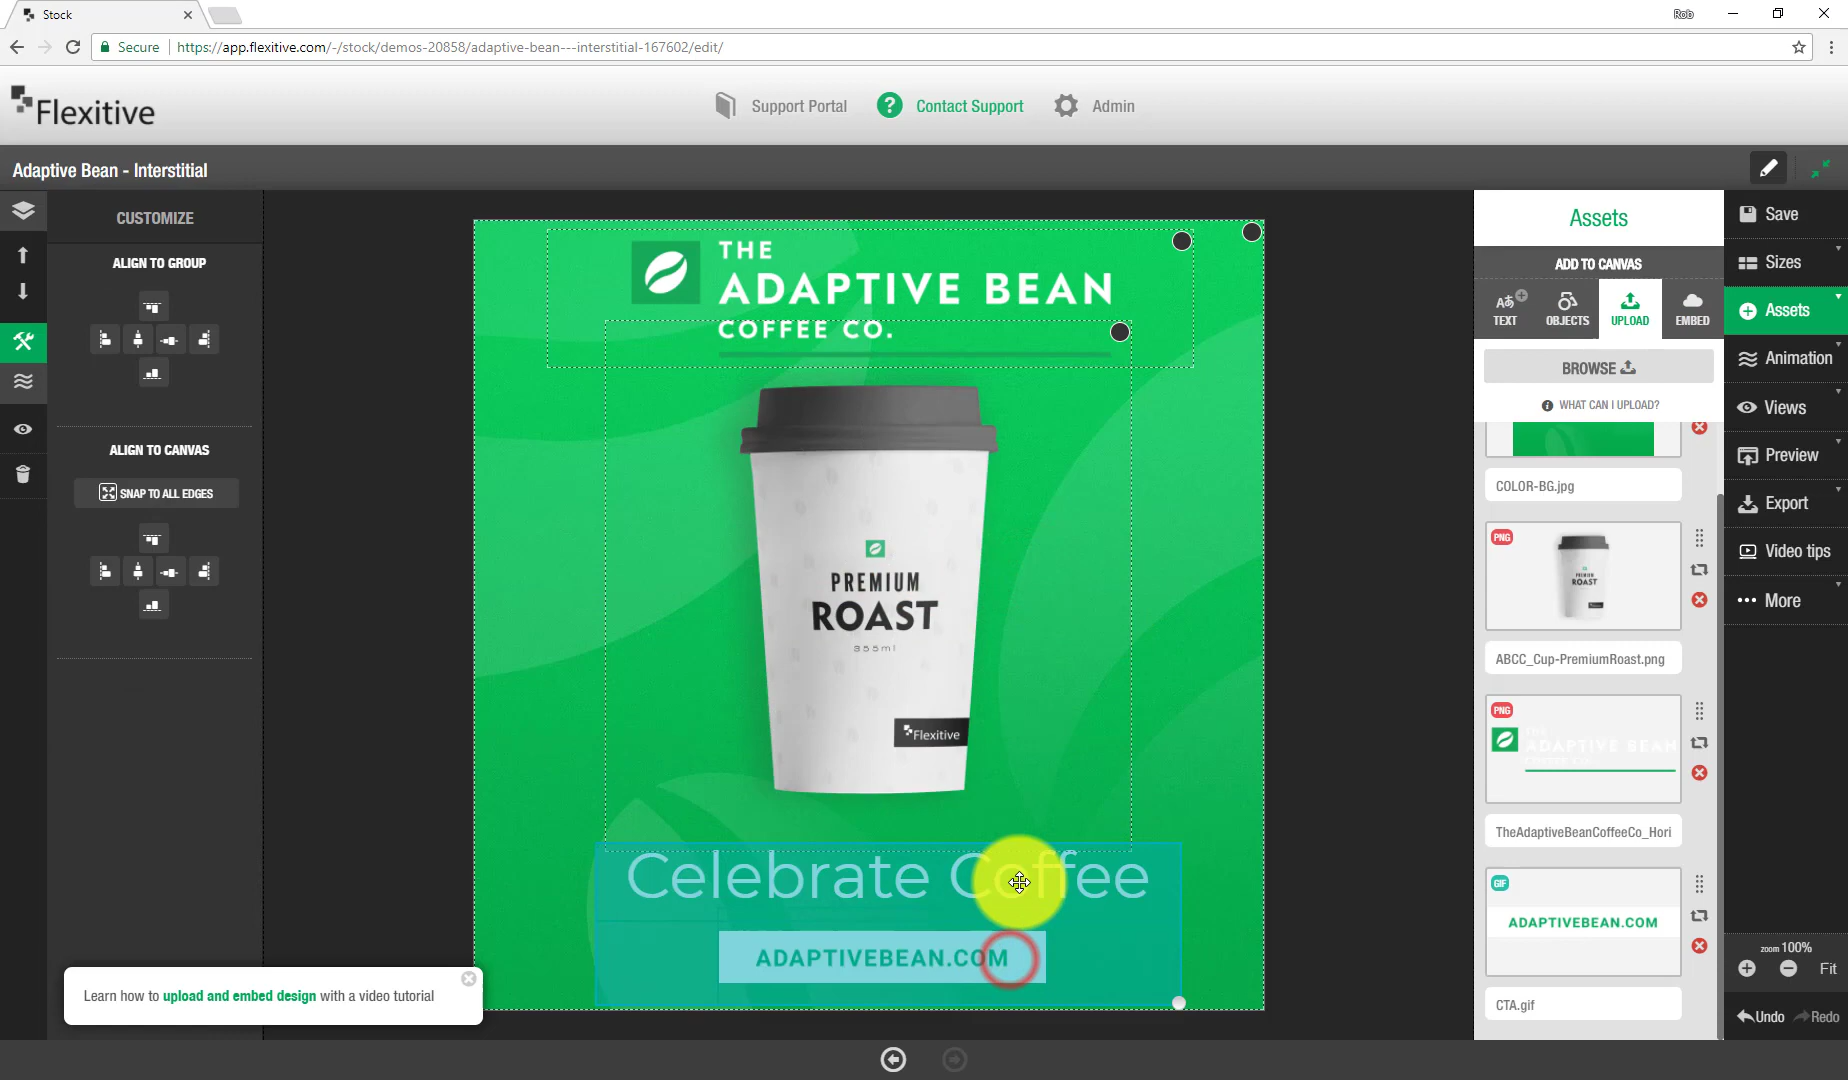 Stock
Rob
Secure
https://app.flexitive.com/-/stock/demos-20858/adaptive-bean---interstitial-167602/edit/
Flexitive
Support Portal
? Contact Support
Admin
Adaptive Bean - Interstitial
CUSTOMIZE
ALIGN TO GROUP
ALIGN TO CANVAS
SNAP TO ALL EDGES
Learn how to upload and embed design with a video tutorial
THE
ADAPTIVE BEAN
COFFEE CO.
PREMIUM
ROAST
355ml
Flexitive
Celebrate Coffee
ADAPTIVEBEAN.COM
Assets
ADD TO CANVAS
TEXT
OBJECTS
UPLOAD
EMBED
BROWSE
WHAT CAN I UPLOAD?
COLOR-BG.jpg
PNG
PREMIUM
ROAST
ABCC_Cup-PremiumRoast.png
PNG
THE
ADAPTIVE BEAN
COFFEE CO.
TheAdaptiveBeanCoffeeCo_Hori
GIF
ADAPTIVEBEAN.COM
CTA.gif
Save
Sizes
Assets
Animation
Views
Preview
Export
Video tips
More
zoom 100%
Fit
Undo
Redo